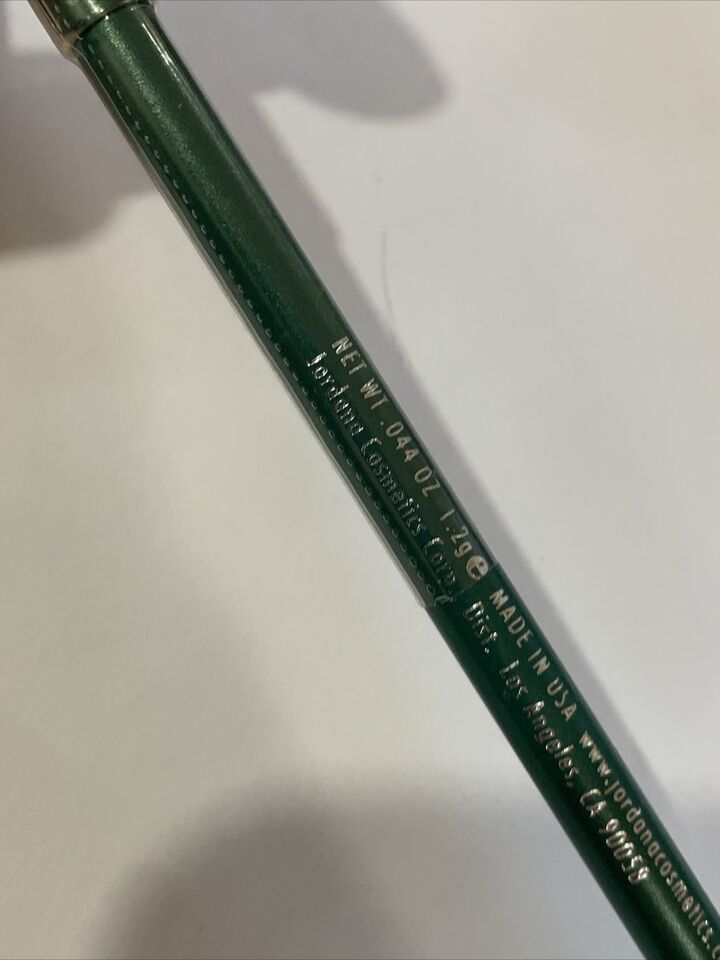 NET WT .044 OZ 1.2g℮ MADE IN USA www.jordanacosmetics.c
Jordana Cosmetics Corp. Dist. Los Angeles, CA 90058